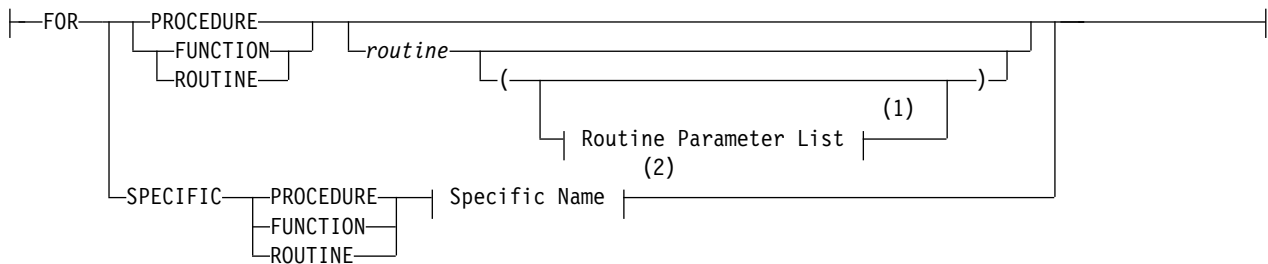 FOR PROCEDURE
FUNCTION routine
ROUTINE ( )
(1)
Routine Parameter List
(2)
SPECIFIC PROCEDURE Specific Name
FUNCTION
ROUTINE